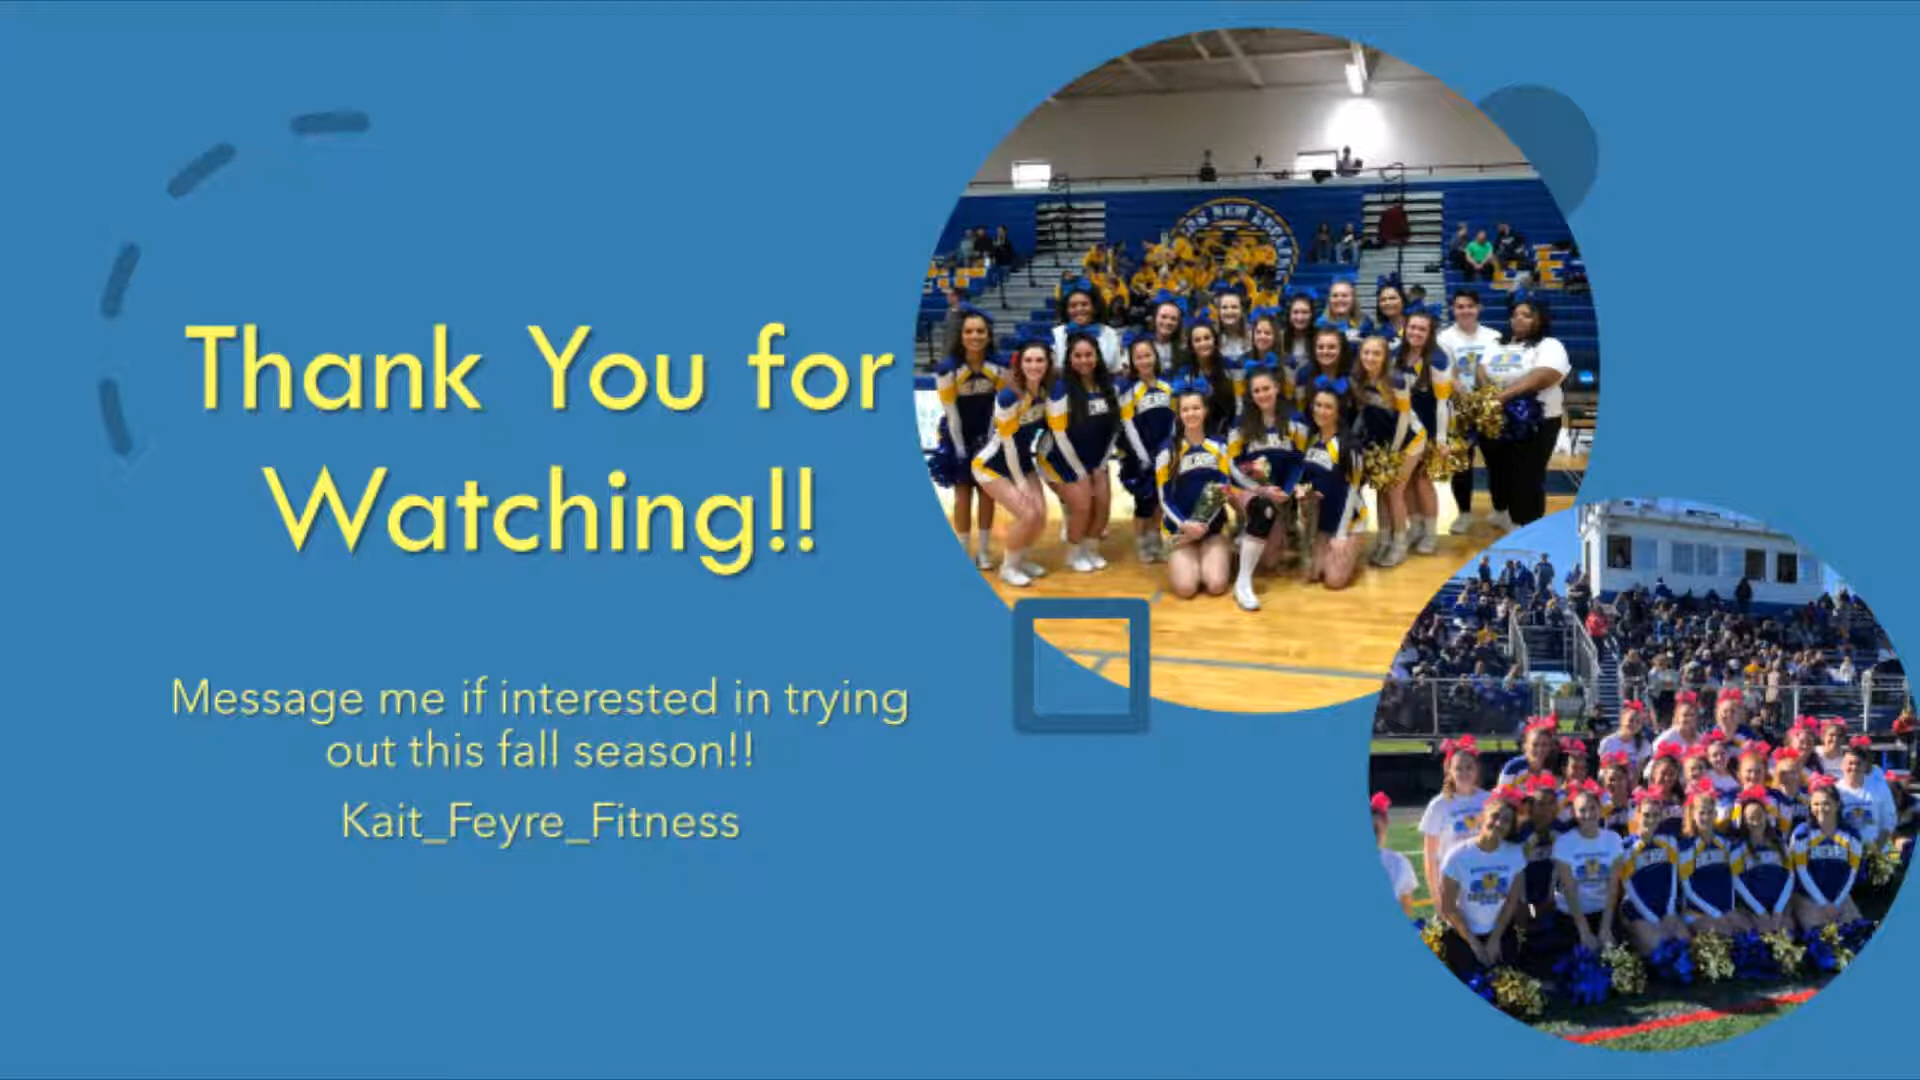 Thank You for
Watching!!
Message me if interested in trying
out this fall season!!
Kait_Feyre_Fitness